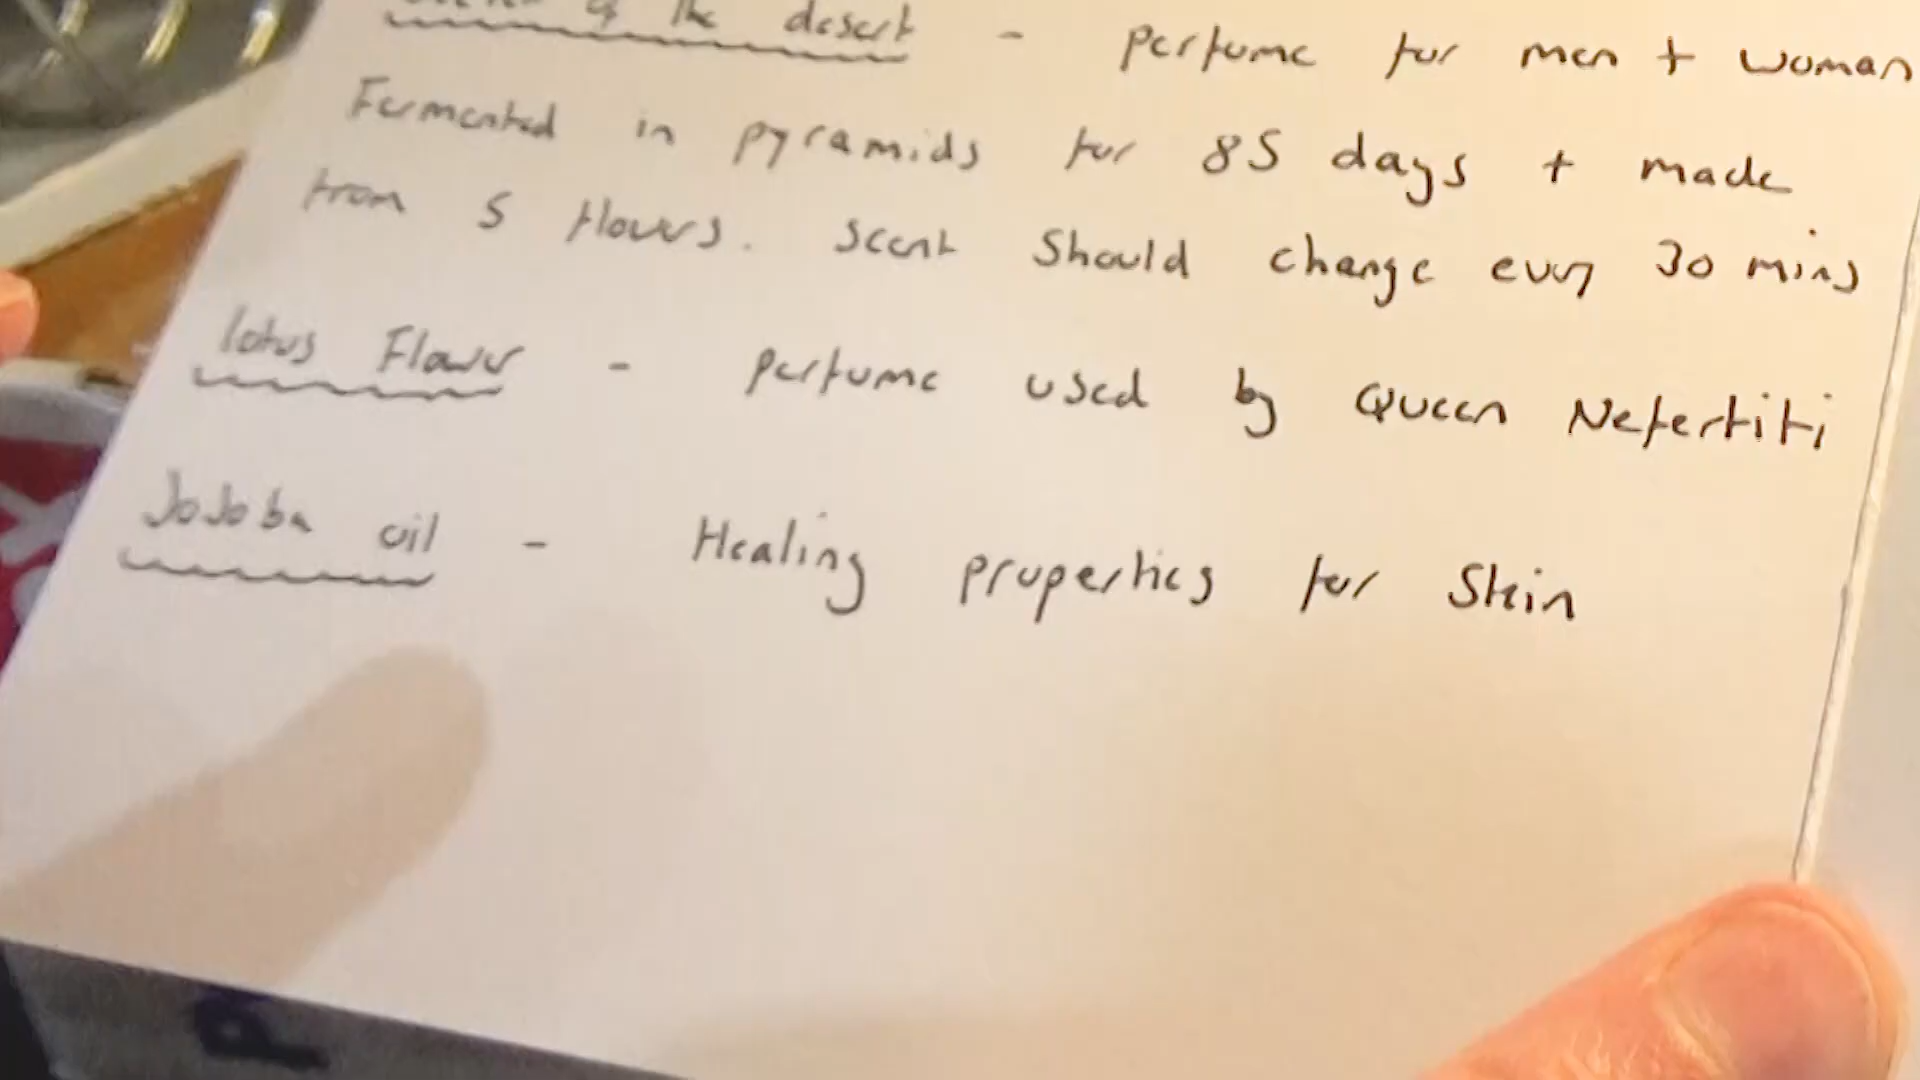 of the desert - perfume for men + woman
Fermented in pyramids for 85 days + made
from 5 flowers. Scent Should change every 30 mins
lotus Flower - perfume used by Queen Nefertiti
JoJoba oil - Healing properties for Skin